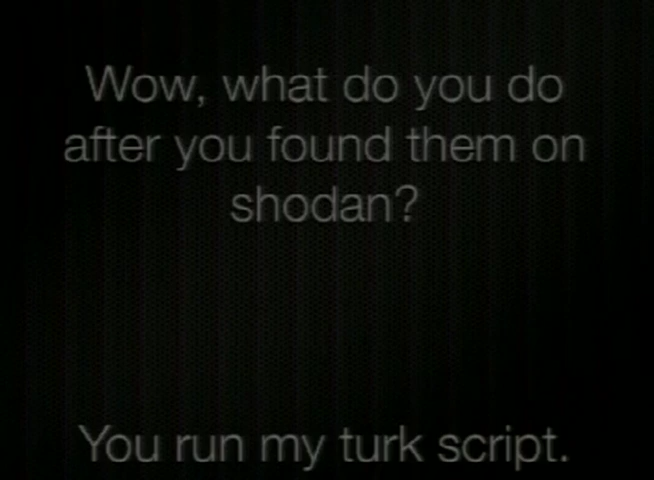 Wow, what do you do
after you found them on
shodan?
You run my turk script.